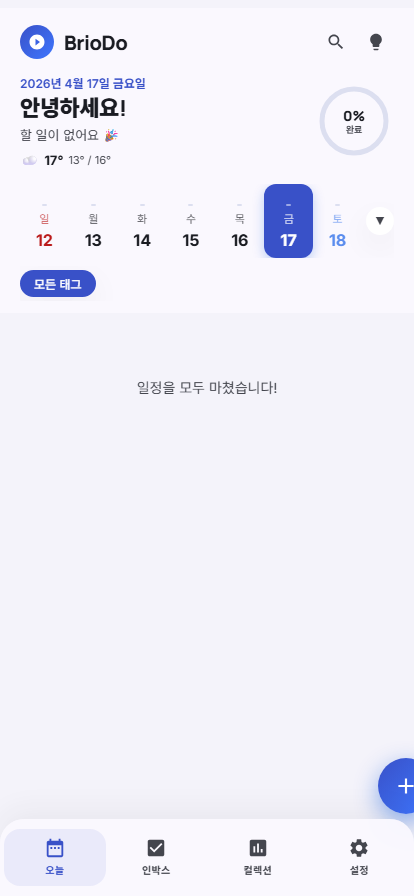 BrioDo
2026년 4월 17일 금요일
안녕하세요!
할 일이 없어요 🎉
17° 13° / 16°
0%
완료
일 월 화 수 목 금 토
12 13 14 15 16 17 18
모든 태그
일정을 모두 마쳤습니다!
오늘 인박스 컬렉션 설정